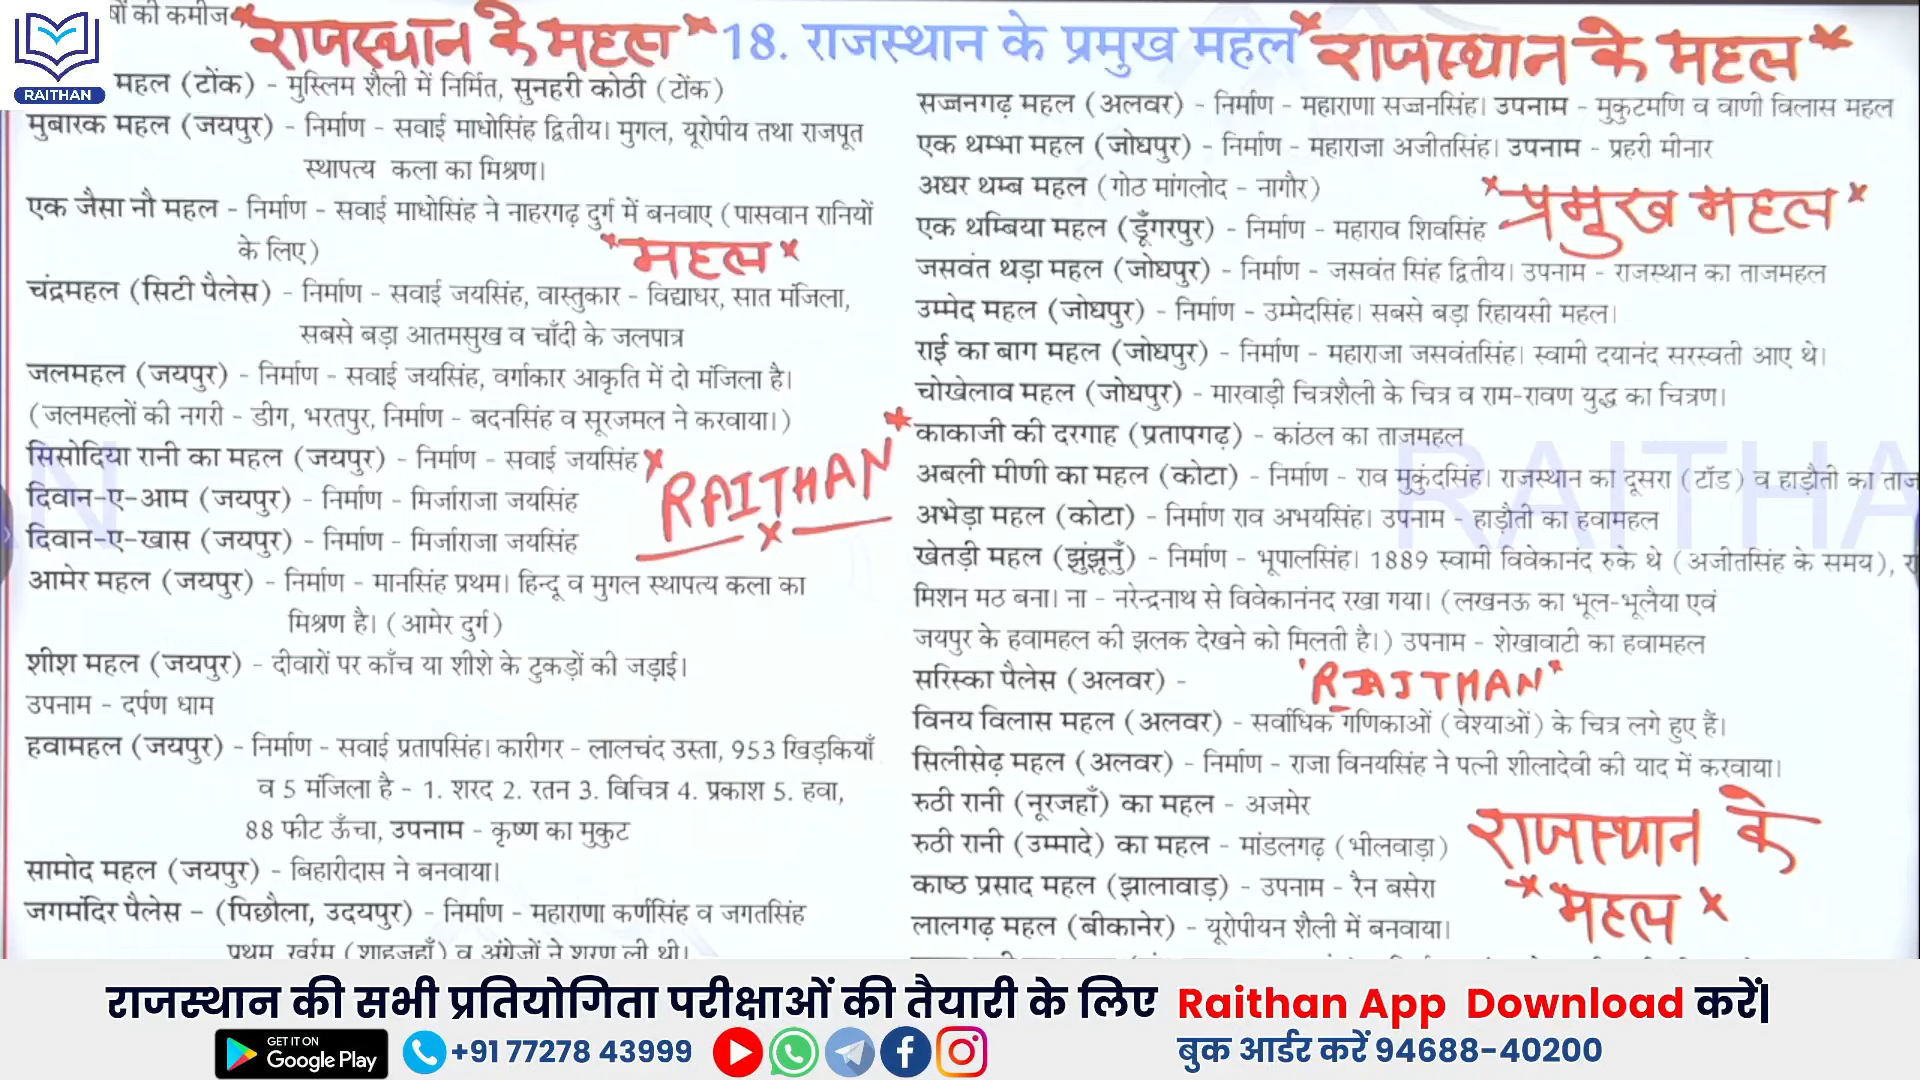 षों की कमीज
*राजस्थान के महल*
18. राजस्थान के प्रमुख महल
*राजस्थान के महल*
RAITHAN
महल (टोंक) - मुस्लिम शैली में निर्मित, सुनहरी कोठी (टोंक)
मुबारक महल (जयपुर) - निर्माण - सवाई माधोसिंह द्वितीय। मुगल, यूरोपीय तथा राजपूत
स्थापत्य कला का मिश्रण।
एक जैसा नौ महल - निर्माण - सवाई माधोसिंह ने नाहरगढ़ दुर्ग में बनवाए (पासवान रानियों
के लिए)
*महल*
चंद्रमहल (सिटी पैलेस) - निर्माण - सवाई जयसिंह, वास्तुकार - विद्याधर, सात मंजिला,
सबसे बड़ा आतमसुख व चाँदी के जलपात्र
जलमहल (जयपुर) - निर्माण - सवाई जयसिंह, वर्गाकार आकृति में दो मंजिला है।
(जलमहलों की नगरी - डीग, भरतपुर, निर्माण - बदनसिंह व सूरजमल ने करवाया।)
सिसोदिया रानी का महल (जयपुर) - निर्माण - सवाई जयसिंह
दिवान-ए-आम (जयपुर) - निर्माण - मिर्जाराजा जयसिंह
दिवान-ए-खास (जयपुर) - निर्माण - मिर्जाराजा जयसिंह
RAITHAN
आमेर महल (जयपुर) - निर्माण - मानसिंह प्रथम। हिन्दू व मुगल स्थापत्य कला का
मिश्रण है। (आमेर दुर्ग)
शीश महल (जयपुर) - दीवारों पर काँच या शीशे के टुकड़ों की जड़ाई।
उपनाम - दर्पण धाम
हवामहल (जयपुर) - निर्माण - सवाई प्रतापसिंह। कारीगर - लालचंद उस्ता, 953 खिड़कियाँ
व 5 मंजिला है - 1. शरद 2. रतन 3. विचित्र 4. प्रकाश 5. हवा,
88 फीट ऊँचा, उपनाम - कृष्ण का मुकुट
सामोद महल (जयपुर) - बिहारीदास ने बनवाया।
जगमंदिर पैलेस – (पिछौला, उदयपुर) - निर्माण - महाराणा कर्णसिंह व जगतसिंह
प्रथम, खुर्रम (शाहजहाँ) व अंग्रेजों ने शरण ली थी।
सज्जनगढ़ महल (अलवर) - निर्माण - महाराणा सज्जनसिंह। उपनाम - मुकुटमणि व वाणी विलास महल
एक थम्भा महल (जोधपुर) - निर्माण - महाराजा अजीतसिंह। उपनाम - प्रहरी मीनार
अधर थम्ब महल (गोठ मांगलोद - नागौर)
*प्रमुख महल*
एक थम्बिया महल (डूँगरपुर) - निर्माण - महाराव शिवसिंह
जसवंत थड़ा महल (जोधपुर) - निर्माण - जसवंत सिंह द्वितीय। उपनाम - राजस्थान का ताजमहल
उम्मेद महल (जोधपुर) - निर्माण - उम्मेदसिंह। सबसे बड़ा रिहायसी महल।
राई का बाग महल (जोधपुर) - निर्माण - महाराजा जसवंतसिंह। स्वामी दयानंद सरस्वती आए थे।
चोखेलाव महल (जोधपुर) - मारवाड़ी चित्रशैली के चित्र व राम-रावण युद्ध का चित्रण।
काकाजी की दरगाह (प्रतापगढ़) - कांठल का ताजमहल
अबली मीणी का महल (कोटा) - निर्माण - राव मुकुंदसिंह। राजस्थान का दूसरा (टॉड) व हाड़ौती का ताज
अभेड़ा महल (कोटा) - निर्माण राव अभयसिंह। उपनाम - हाड़ौती का हवामहल
खेतड़ी महल (झुंझूनुँ) - निर्माण - भूपालसिंह। 1889 स्वामी विवेकानंद रुके थे (अजीतसिंह के समय),
मिशन मठ बना। ना - नरेन्द्रनाथ से विवेकानंनद रखा गया। (लखनऊ का भूल-भूलैया एवं
जयपुर के हवामहल की झलक देखने को मिलती है।) उपनाम - शेखावाटी का हवामहल
सरिस्का पैलेस (अलवर) -
RAITHAN
विनय विलास महल (अलवर) - सर्वाधिक गणिकाओं (वेश्याओं) के चित्र लगे हुए हैं।
सिलीसेढ़ महल (अलवर) - निर्माण - राजा विनयसिंह ने पत्नी शीलादेवी की याद में करवाया।
रुठी रानी (नूरजहाँ) का महल - अजमेर
रुठी रानी (उम्मादे) का महल - मांडलगढ़ (भीलवाड़ा)
काष्ठ प्रसाद महल (झालावाड़) - उपनाम - रैन बसेरा
लालगढ़ महल (बीकानेर) - यूरोपीयन शैली में बनवाया।
राजस्थान के
*महल*
राजस्थान की सभी प्रतियोगिता परीक्षाओं की तैयारी के लिए Raithan App Download करें|
GET IT ON
Google Play
+91 77278 43999
बुक आर्डर करें 94688-40200